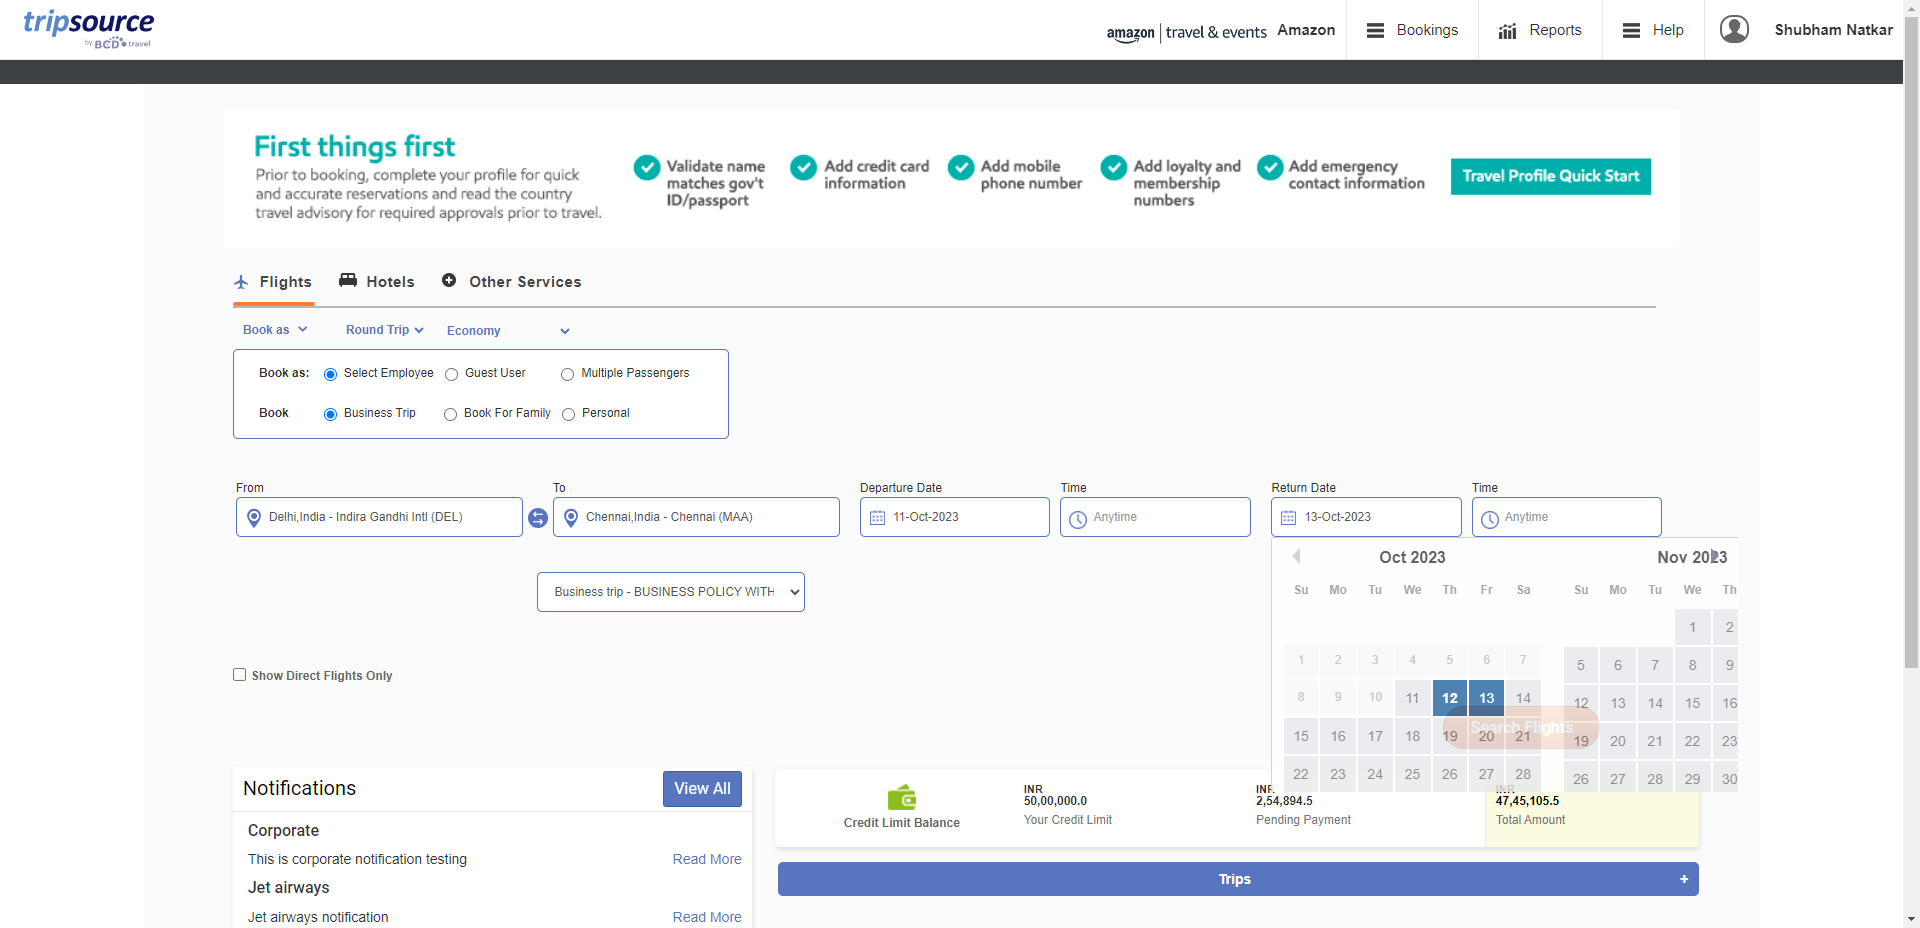 tripsource
by BCD travel
amazon | travel & events Amazon
Bookings
Reports
Help
Shubham Natkar
First things first
Prior to booking, complete your profile for quick
and accurate reservations and read the country
travel advisory for required approvals prior to travel.
Validate name
matches gov't
ID/passport
Add credit card
information
Add mobile
phone number
Add loyalty and
membership
numbers
Add emergency
contact information
Travel Profile Quick Start
Flights
Hotels
Other Services
Book as
Round Trip
Economy
Book as: Select Employee Guest User Multiple Passengers
Book Business Trip Book For Family Personal
From
Delhi,India - Indira Gandhi Intl (DEL)
To
Chennai,India - Chennai (MAA)
Departure Date
11-Oct-2023
Time
Anytime
Return Date
13-Oct-2023
Time
Anytime
Business trip - BUSINESS POLICY WITH
Show Direct Flights Only
Oct 2023
Su Mo Tu We Th Fr Sa
1 2 3 4 5 6 7
8 9 10 11 12 13 14
15 16 17 18 19 20 21
22 23 24 25 26 27 28
Nov 2023
Su Mo Tu We Th
1 2
5 6 7 8 9
12 13 14 15 16
19 20 21 22 23
26 27 28 29 30
Search Flights
Notifications
View All
Corporate
This is corporate notification testing
Read More
Jet airways
Jet airways notification
Read More
Credit Limit Balance
INR
50,00,000.0
Your Credit Limit
INR
2,54,894.5
Pending Payment
INR
47,45,105.5
Total Amount
Trips +